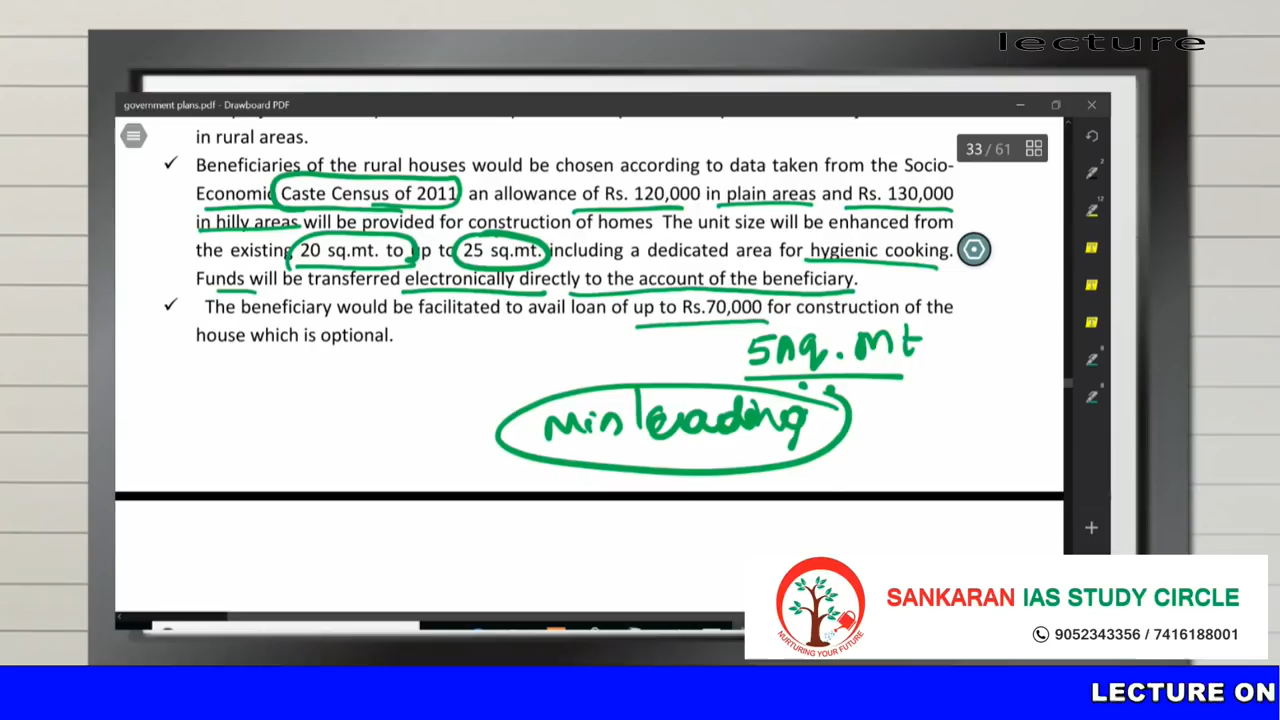 lecture
government plans.pdf - Drawboard PDF
in rural areas.
33 / 61
✓ Beneficiaries of the rural houses would be chosen according to data taken from the Socio-
Economic Caste Census of 2011 an allowance of Rs. 120,000 in plain areas and Rs. 130,000
in hilly areas will be provided for construction of homes The unit size will be enhanced from
the existing 20 sq.mt. to up to 25 sq.mt. including a dedicated area for hygienic cooking.
Funds will be transferred electronically directly to the account of the beneficiary.
✓ The beneficiary would be facilitated to avail loan of up to Rs.70,000 for construction of the
house which is optional.
5 sq. mt
Misleading
SANKARAN IAS STUDY CIRCLE
9052343356 / 7416188001
NURTURING YOUR FUTURE
LECTURE ON